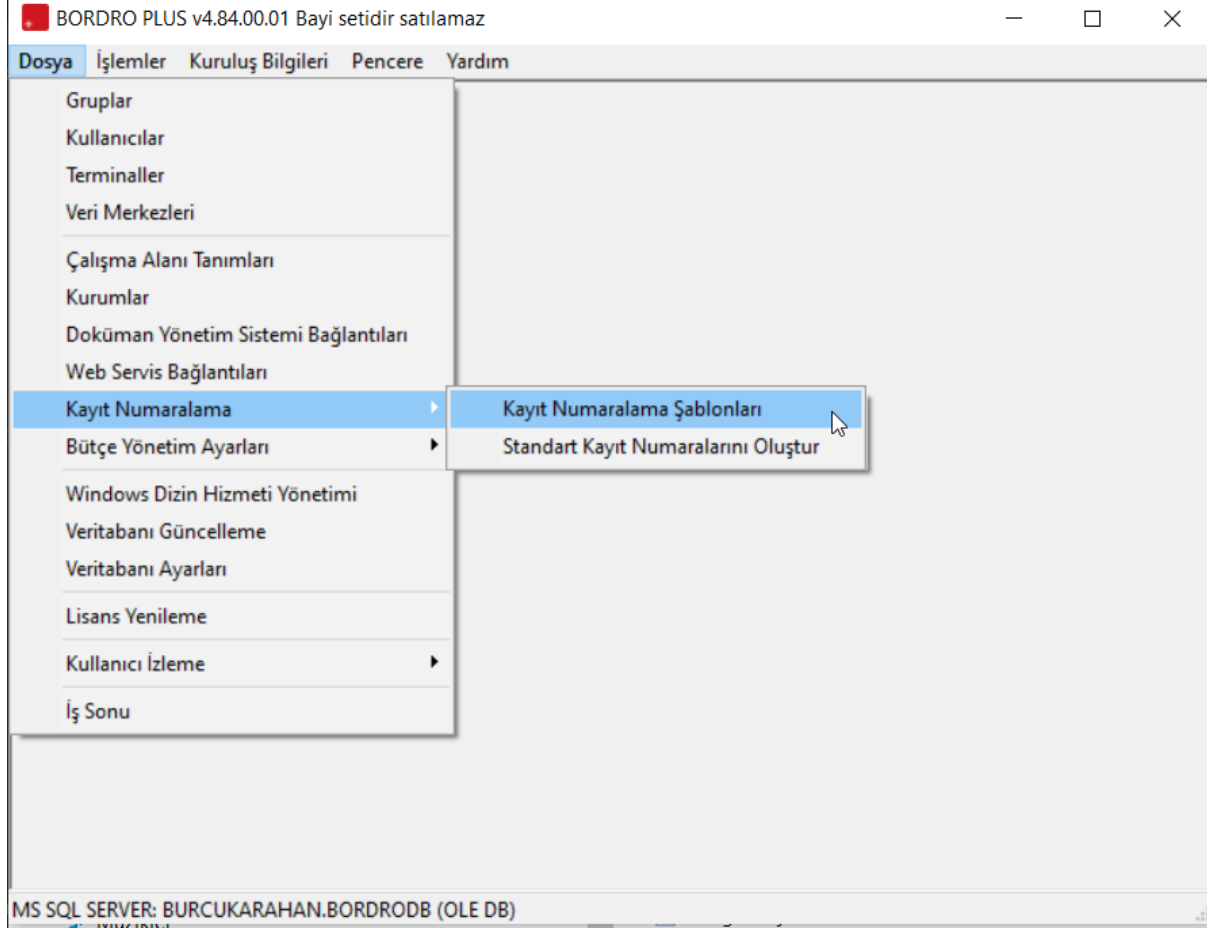 BORDRO PLUS v4.84.00.01 Bayi setidir satılamaz
Dosya İşlemler Kuruluş Bilgileri Pencere Yardım
Gruplar
Kullanıcılar
Terminaller
Veri Merkezleri
Çalışma Alanı Tanımları
Kurumlar
Doküman Yönetim Sistemi Bağlantıları
Web Servis Bağlantıları
Kayıt Numaralama
Kayıt Numaralama Şablonları
Bütçe Yönetim Ayarları
Standart Kayıt Numaralarını Oluştur
Windows Dizin Hizmeti Yönetimi
Veritabanı Güncelleme
Veritabanı Ayarları
Lisans Yenileme
Kullanıcı İzleme
İş Sonu
MS SQL SERVER: BURCUKARAHAN.BORDRODB (OLE DB)